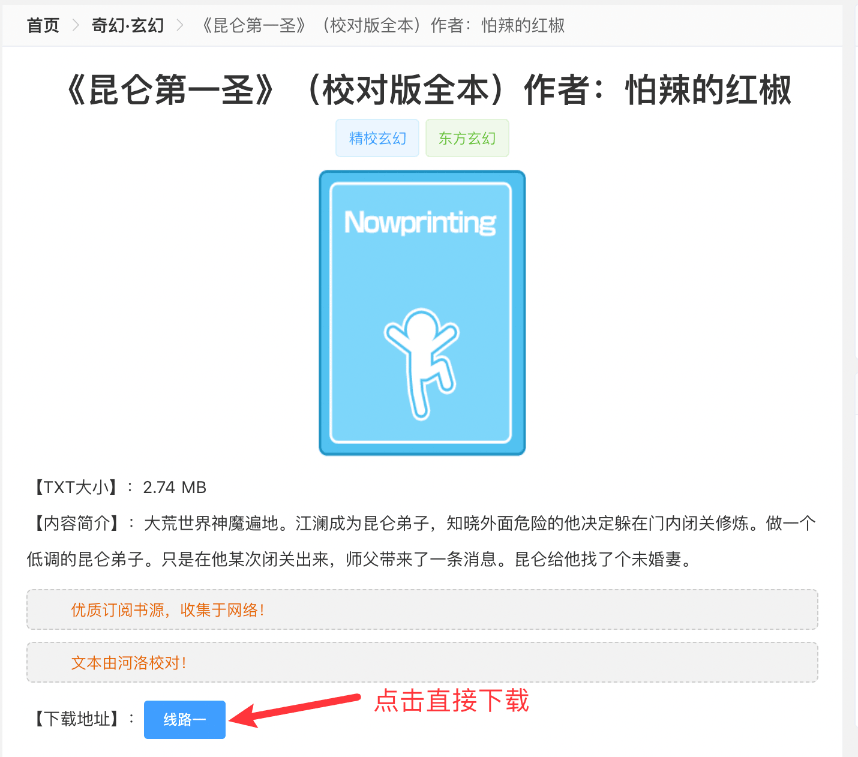 首页 > 奇幻·玄幻 > 《昆仑第一圣》（校对版全本）作者：怕辣的红椒
《昆仑第一圣》（校对版全本）作者：怕辣的红椒
精校玄幻 东方玄幻
Nowprinting
【TXT大小】：2.74 MB
【内容简介】：大荒世界神魔遍地。江澜成为昆仑弟子，知晓外面危险的他决定躲在门内闭关修炼。做一个
低调的昆仑弟子。只是在他某次闭关出来，师父带来了一条消息。昆仑给他找了个未婚妻。
优质订阅书源，收集于网络！
文本由河洛校对！
【下载地址】：线路一 点击直接下载